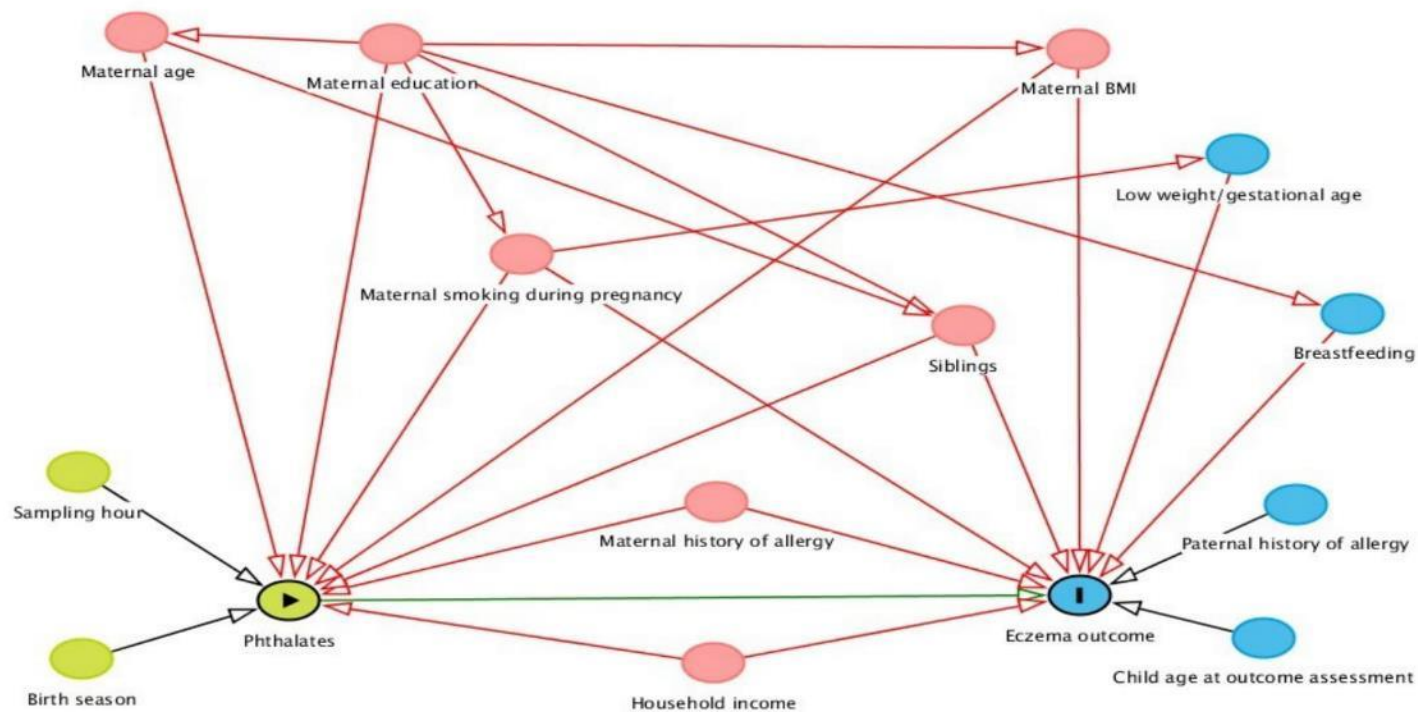 Maternal age
Maternal education
Maternal BMI
Low weight/gestational age
Maternal smoking during pregnancy
Breastfeeding
Siblings
Sampling hour
Maternal history of allergy
Paternal history of allergy
Phthalates
Eczema outcome
Child age at outcome assessment
Birth season
Household income